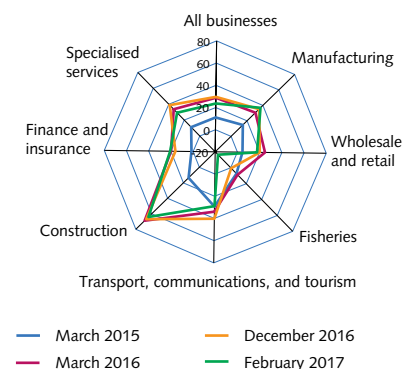 All businesses
80
60
40
20
0
-20
Manufacturing
Wholesale
and retail
Fisheries
Transport, communications, and tourism
Construction
Finance and
insurance
Specialised
services
March 2015
December 2016
March 2016
February 2017